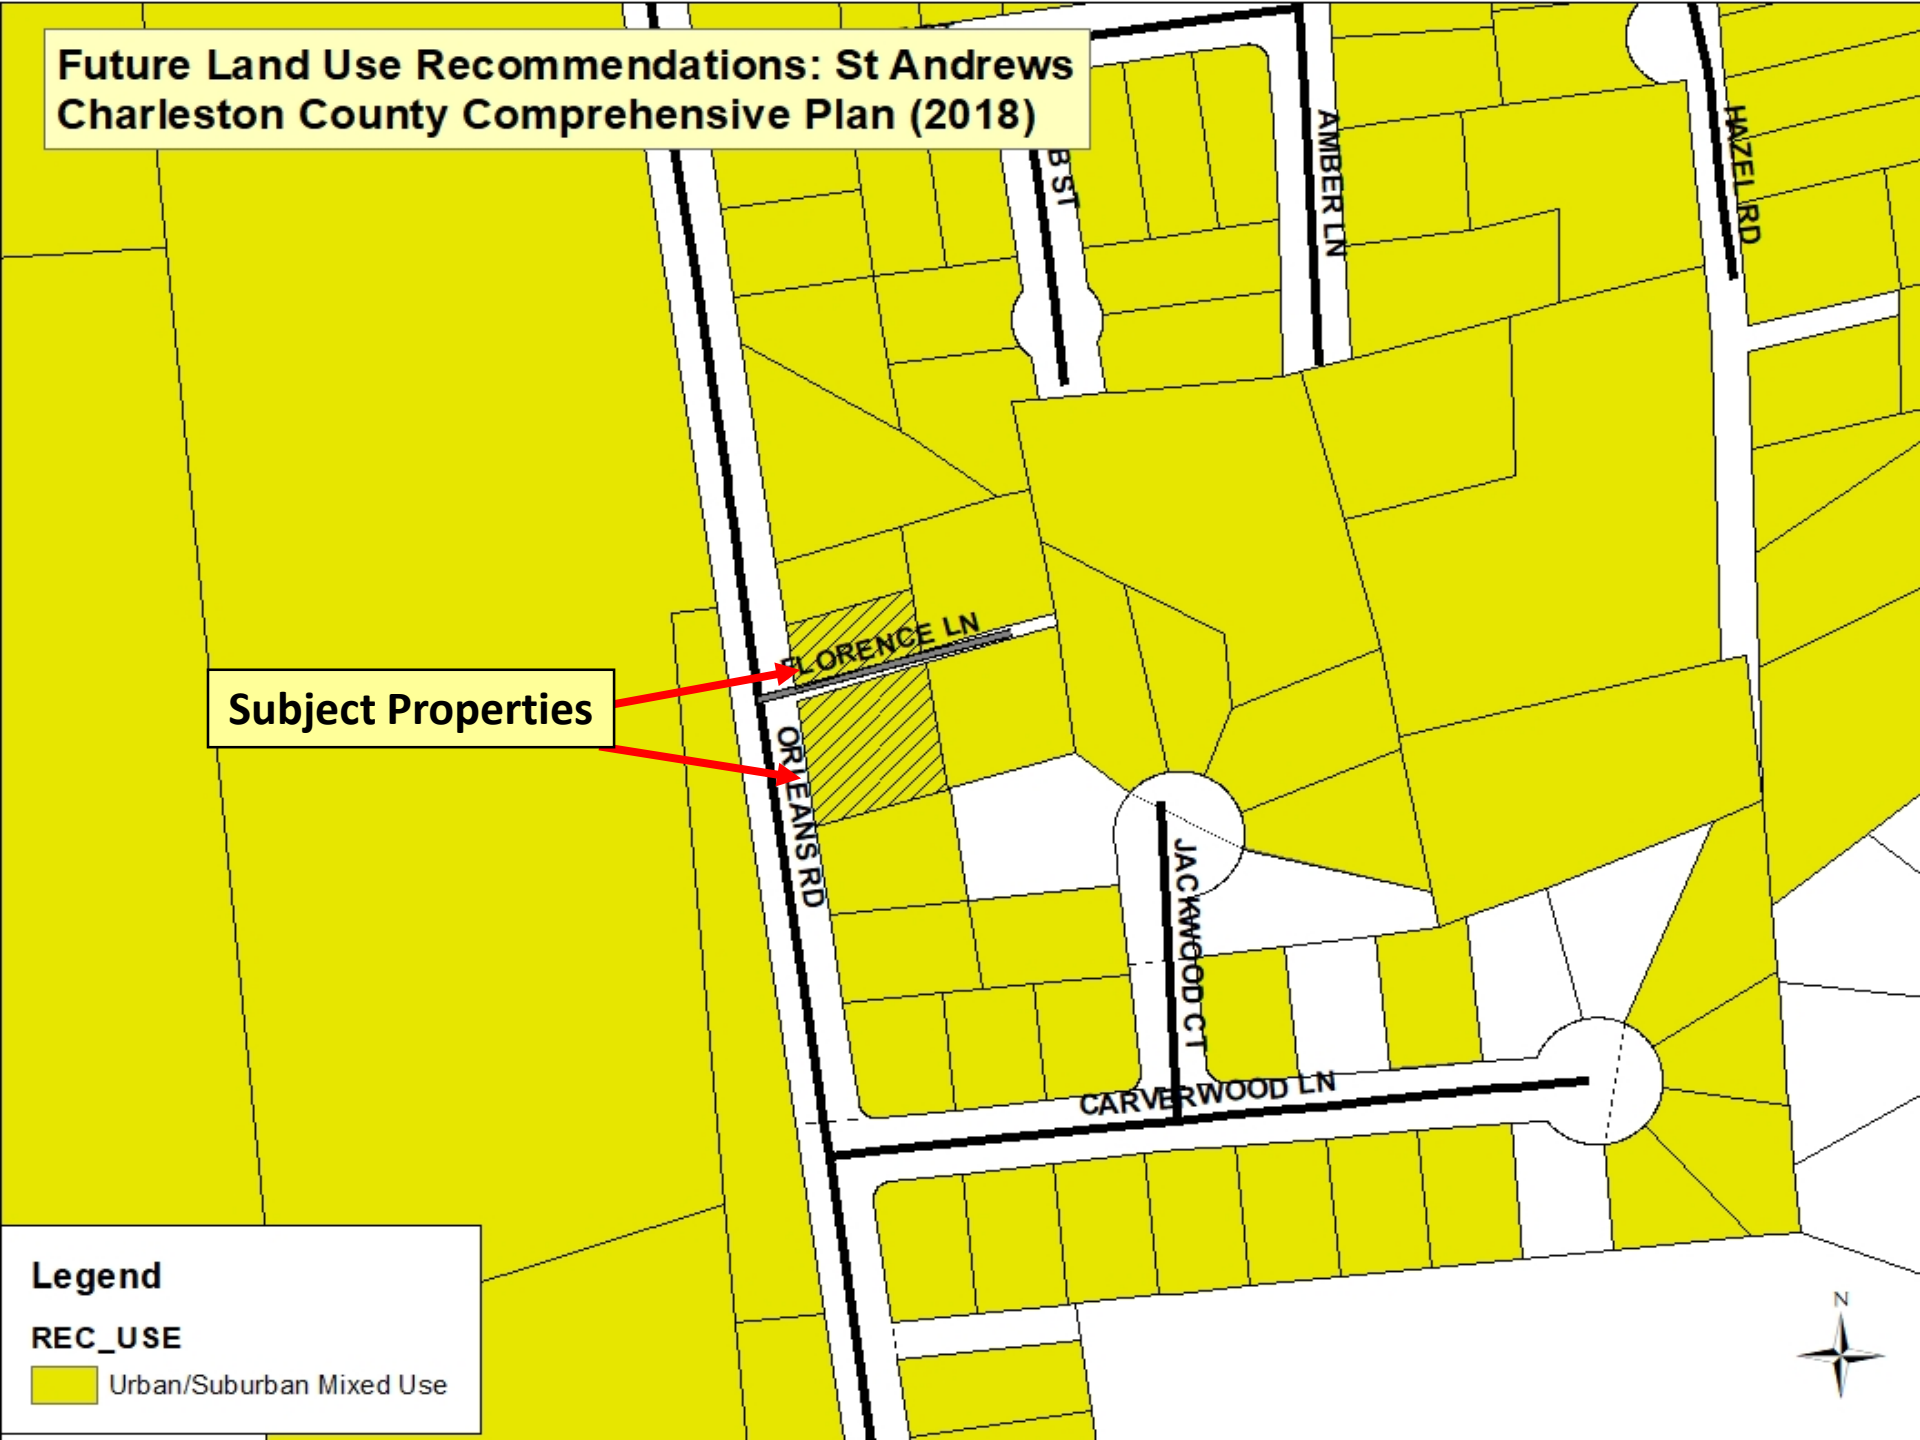 Future Land Use Recommendations: St Andrews
Charleston County Comprehensive Plan (2018)
B ST
AMBER LN
HAZEL RD
FLORENCE LN
Subject Properties
ORLEANS RD
JACKWOOD CT
CARVERWOOD LN
Legend
REC_USE
Urban/Suburban Mixed Use
N